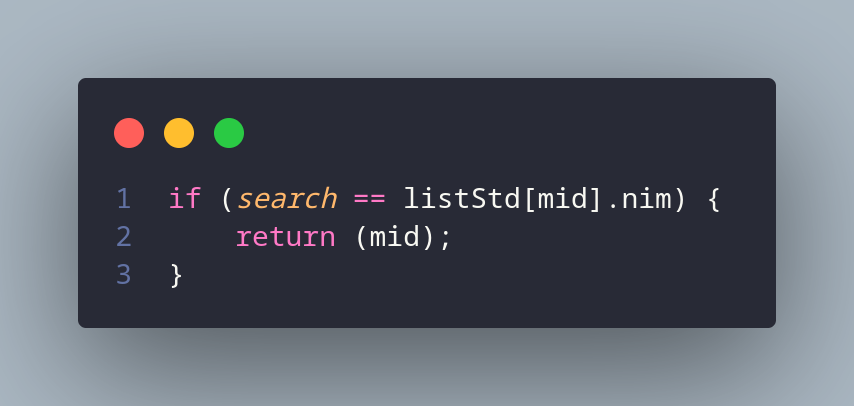 1 if (search == listStd[mid].nim) {
2     return (mid);
3 }